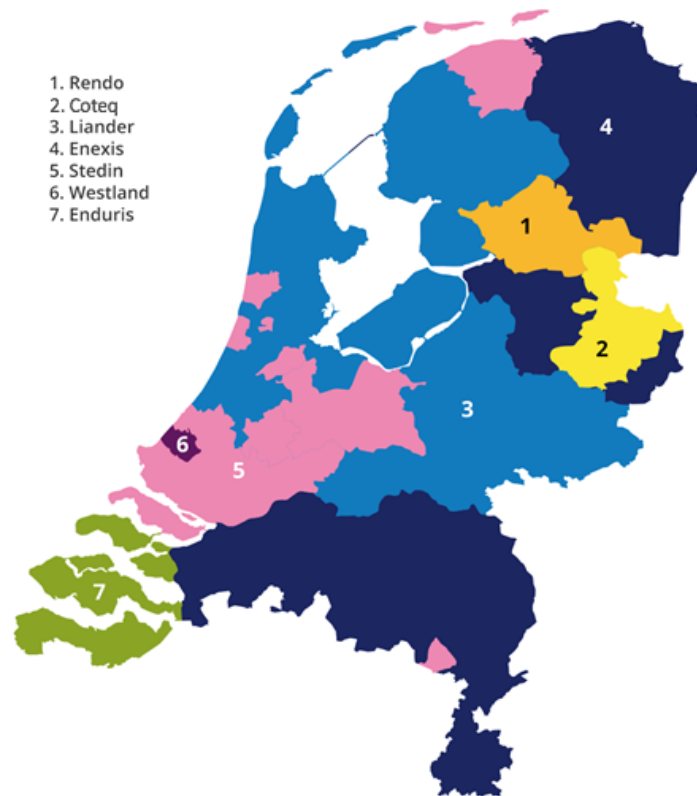 1. Rendo
2. Coteq
3. Liander
4. Enexis
5. Stedin
6. Westland
7. Enduris
4
1
2
3
6
5
7